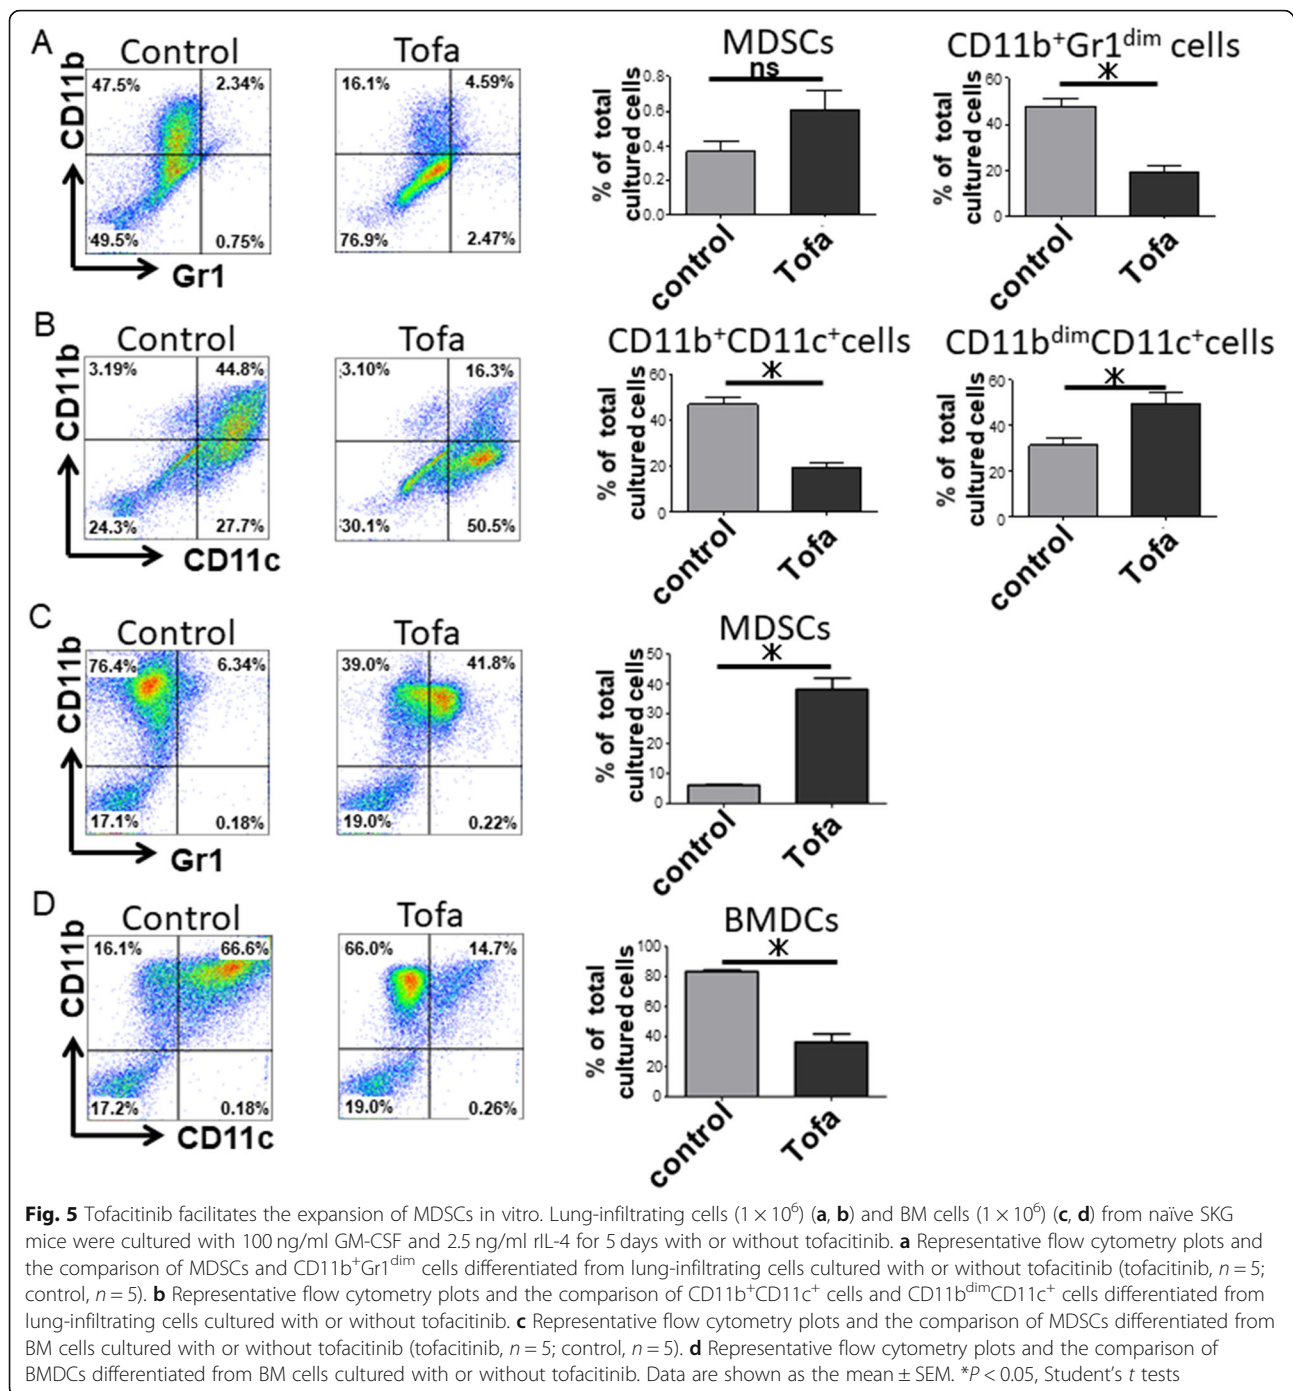 A
Control
Tofa
CD11b
47.5%
2.34%
49.5%
0.75%
Gr1
16.1%
4.59%
76.9%
2.47%
MDSCs
ns
% of total
cultured cells
0.8
0.6
0.4
0.2
0.0
control
Tofa
CD11b⁺Gr1ᵈⁱᵐ cells
*
% of total
cultured cells
60
40
20
0
control
Tofa
B
Control
Tofa
CD11b
3.19%
44.8%
24.3%
27.7%
CD11c
3.10%
16.3%
30.1%
50.5%
CD11b⁺CD11c⁺cells
*
% of total
cultured cells
60
40
20
0
control
Tofa
CD11bᵈⁱᵐCD11c⁺cells
*
% of total
cultured cells
60
40
20
0
control
Tofa
C
Control
Tofa
CD11b
76.4%
6.34%
17.1%
0.18%
Gr1
39.0%
41.8%
19.0%
0.22%
MDSCs
*
% of total
cultured cells
50
40
30
20
10
0
control
Tofa
D
Control
Tofa
CD11b
16.1%
66.6%
17.2%
0.18%
CD11c
66.0%
14.7%
19.0%
0.26%
BMDCs
*
% of total
cultured cells
100
80
60
40
20
0
control
Tofa
Fig. 5 Tofacitinib facilitates the expansion of MDSCs in vitro. Lung-infiltrating cells (1 × 10⁶) (a, b) and BM cells (1 × 10⁶) (c, d) from naïve SKG
mice were cultured with 100 ng/ml GM-CSF and 2.5 ng/ml rIL-4 for 5 days with or without tofacitinib. a Representative flow cytometry plots and
the comparison of MDSCs and CD11b⁺Gr1ᵈⁱᵐ cells differentiated from lung-infiltrating cells cultured with or without tofacitinib (tofacitinib, n = 5;
control, n = 5). b Representative flow cytometry plots and the comparison of CD11b⁺CD11c⁺ cells and CD11bᵈⁱᵐCD11c⁺ cells differentiated from
lung-infiltrating cells cultured with or without tofacitinib. c Representative flow cytometry plots and the comparison of MDSCs differentiated from
BM cells cultured with or without tofacitinib (tofacitinib, n = 5; control, n = 5). d Representative flow cytometry plots and the comparison of
BMDCs differentiated from BM cells cultured with or without tofacitinib. Data are shown as the mean ± SEM. *P < 0.05, Student's t tests